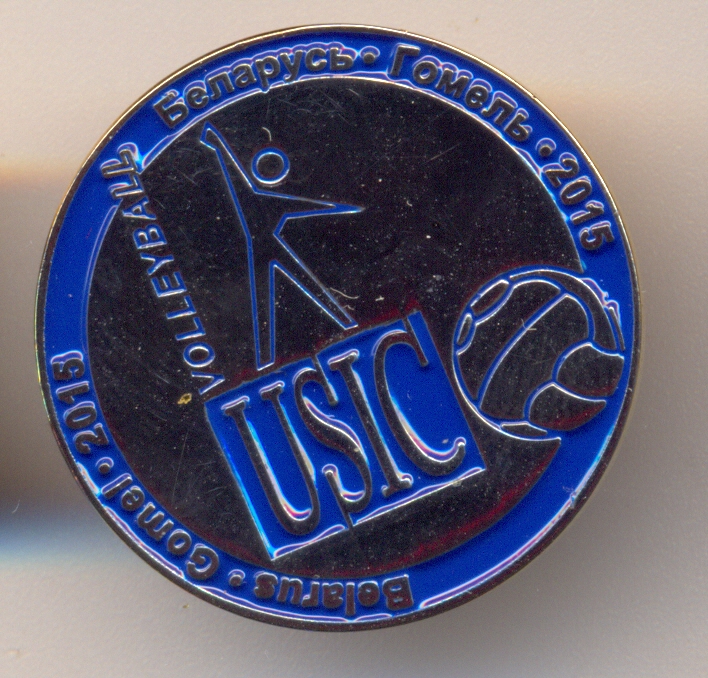 Беларусь • Гомель • 2015
VOLLEYBALL
USIC
Belarus • Gomel • 2015